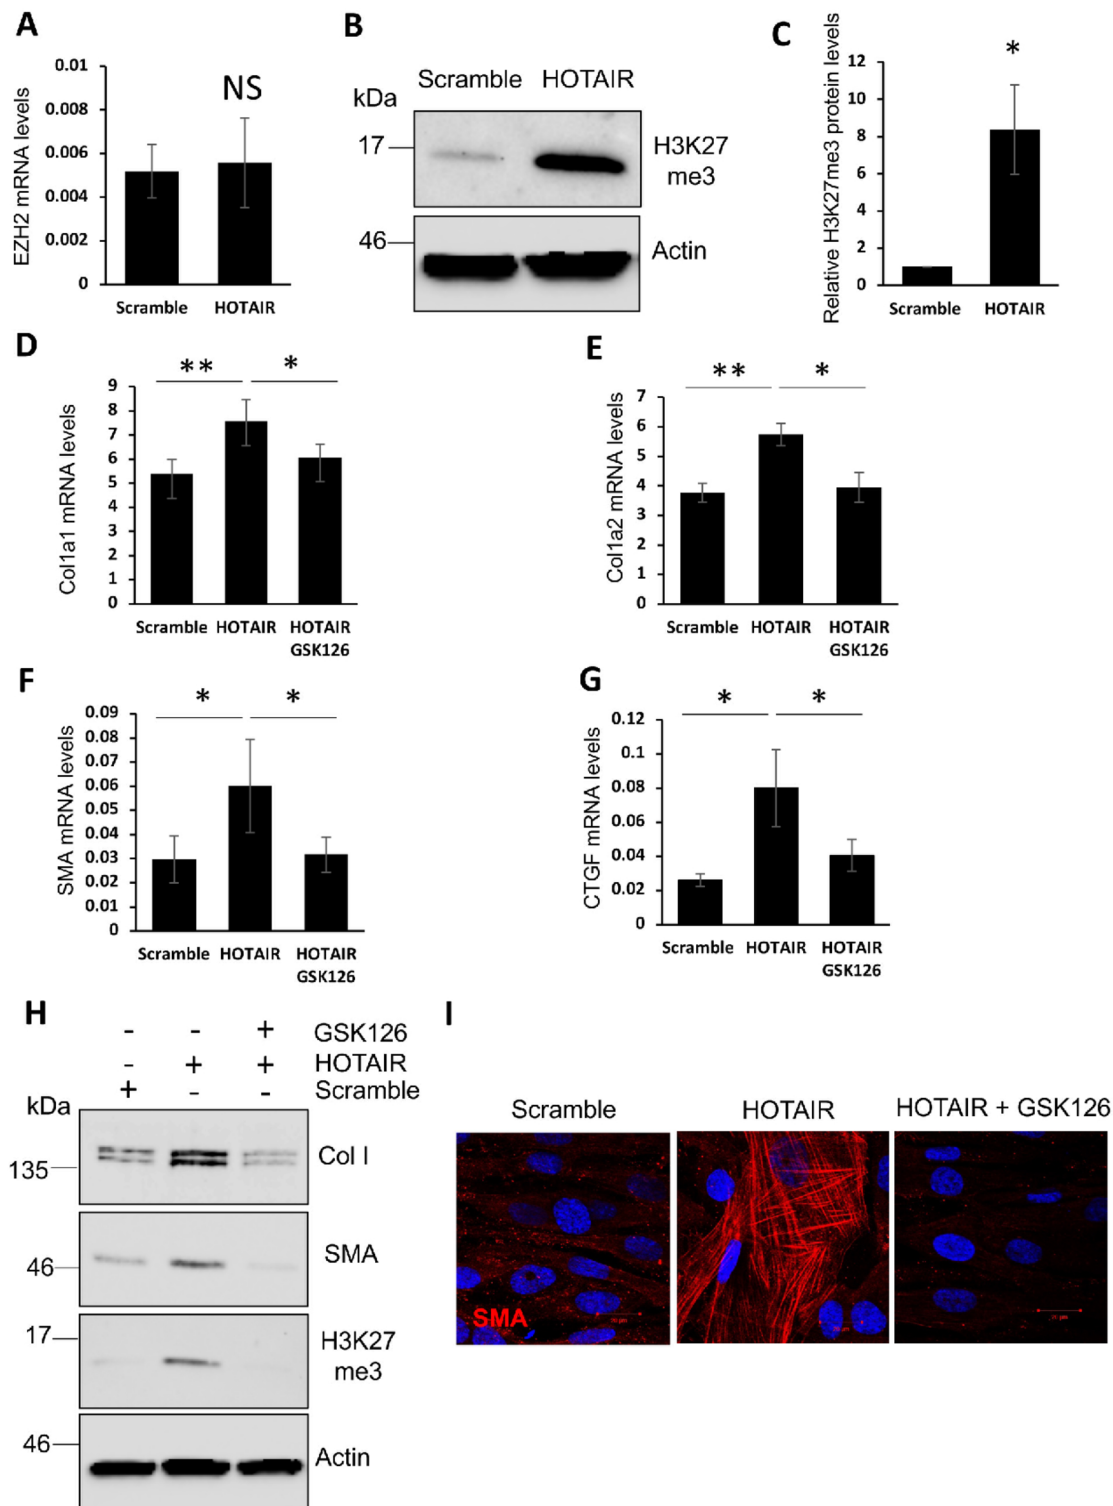 A
EZH2 mRNA levels
0.01
0.008
0.006
0.004
0.002
0
NS
Scramble
HOTAIR
B
Scramble HOTAIR
kDa
17
H3K27
me3
46
Actin
C
Relative H3K27me3 protein levels
12
10
8
6
4
2
0
*
Scramble
HOTAIR
D
Col1a1 mRNA levels
9
8
7
6
5
4
3
2
1
0
** *
Scramble HOTAIR HOTAIR
GSK126
E
Col1a2 mRNA levels
7
6
5
4
3
2
1
0
** *
Scramble HOTAIR HOTAIR
GSK126
F
SMA mRNA levels
0.09
0.08
0.07
0.06
0.05
0.04
0.03
0.02
0.01
0
* *
Scramble HOTAIR HOTAIR
GSK126
G
CTGF mRNA levels
0.12
0.1
0.08
0.06
0.04
0.02
0
* *
Scramble HOTAIR HOTAIR
GSK126
H
- - + GSK126
- + + HOTAIR
+ - - Scramble
kDa
135
Col I
46
SMA
17
H3K27
me3
46
Actin
I
Scramble HOTAIR HOTAIR + GSK126
SMA